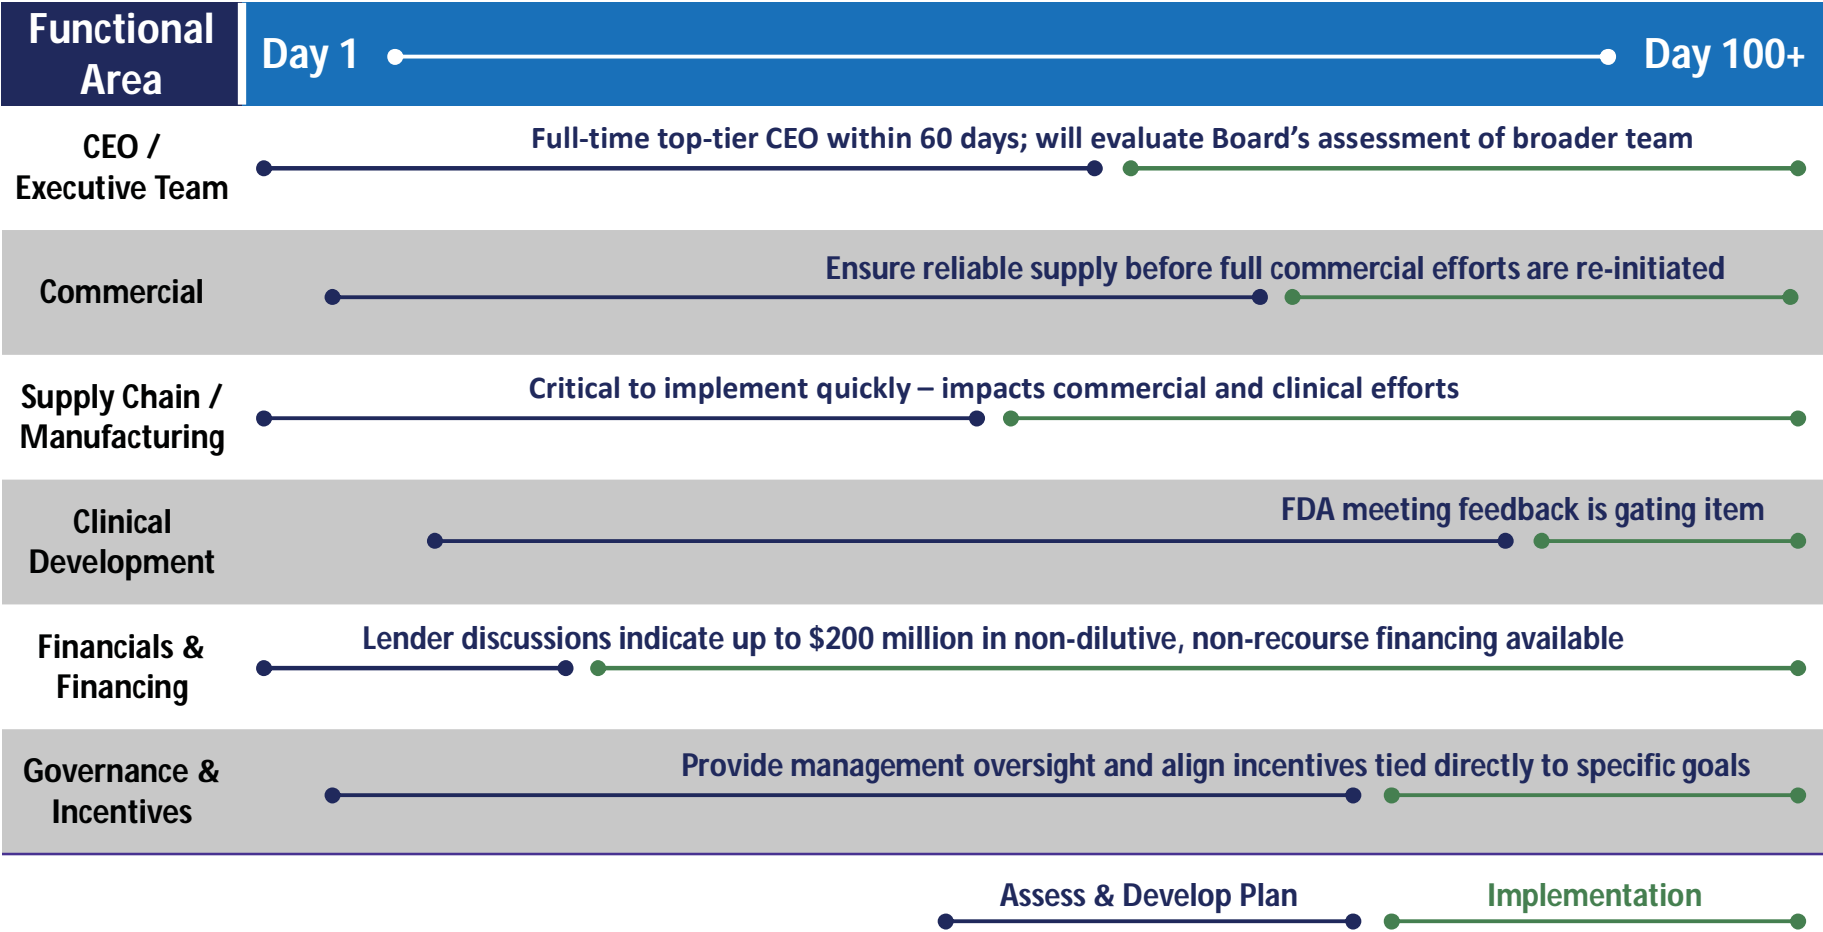 Functional
Area
Day 1
Day 100+
CEO /
Executive Team
Full-time top-tier CEO within 60 days; will evaluate Board’s assessment of broader team
Commercial
Ensure reliable supply before full commercial efforts are re-initiated
Supply Chain /
Manufacturing
Critical to implement quickly – impacts commercial and clinical efforts
Clinical
Development
FDA meeting feedback is gating item
Financials &
Financing
Lender discussions indicate up to $200 million in non-dilutive, non-recourse financing available
Governance &
Incentives
Provide management oversight and align incentives tied directly to specific goals
Assess & Develop Plan
Implementation